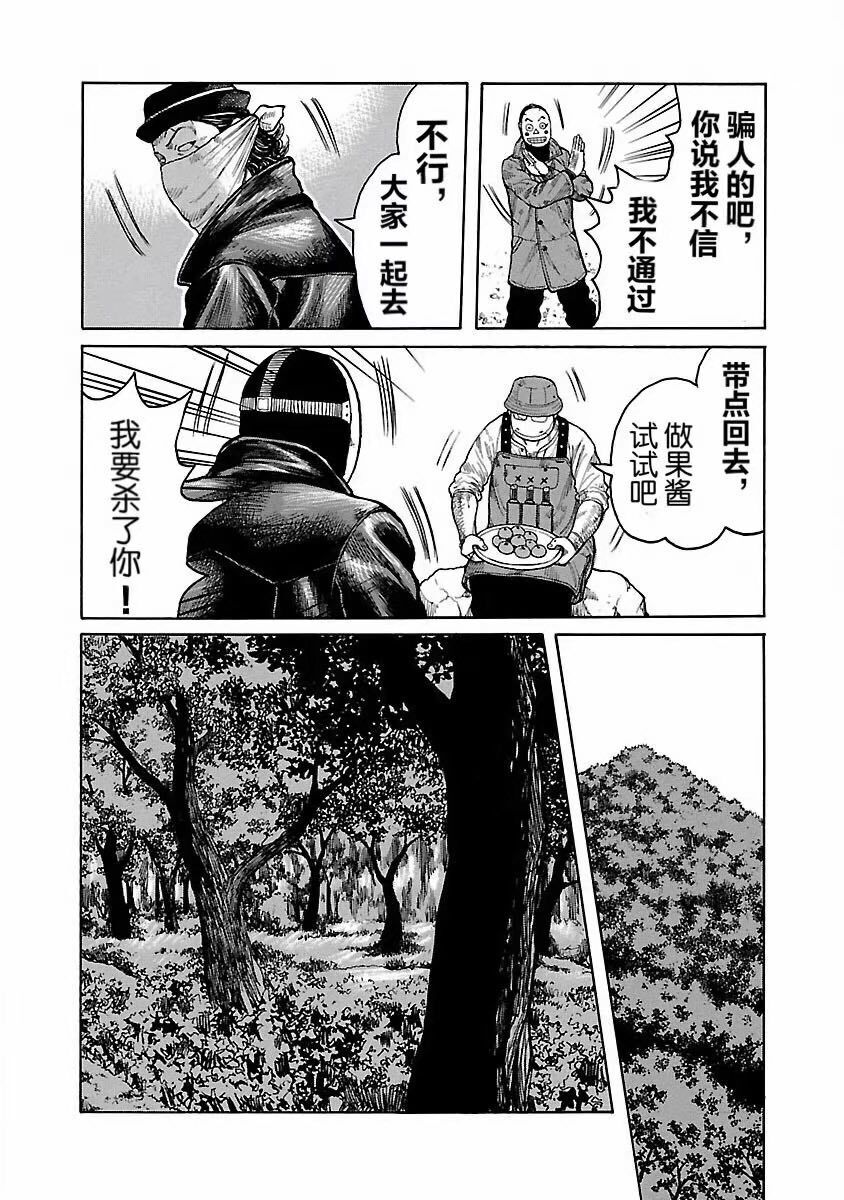 骗人的吧，
你说我不信
我不通过
不行，
大家一起去
带点回去，
做果酱
试试吧
我要杀了你！